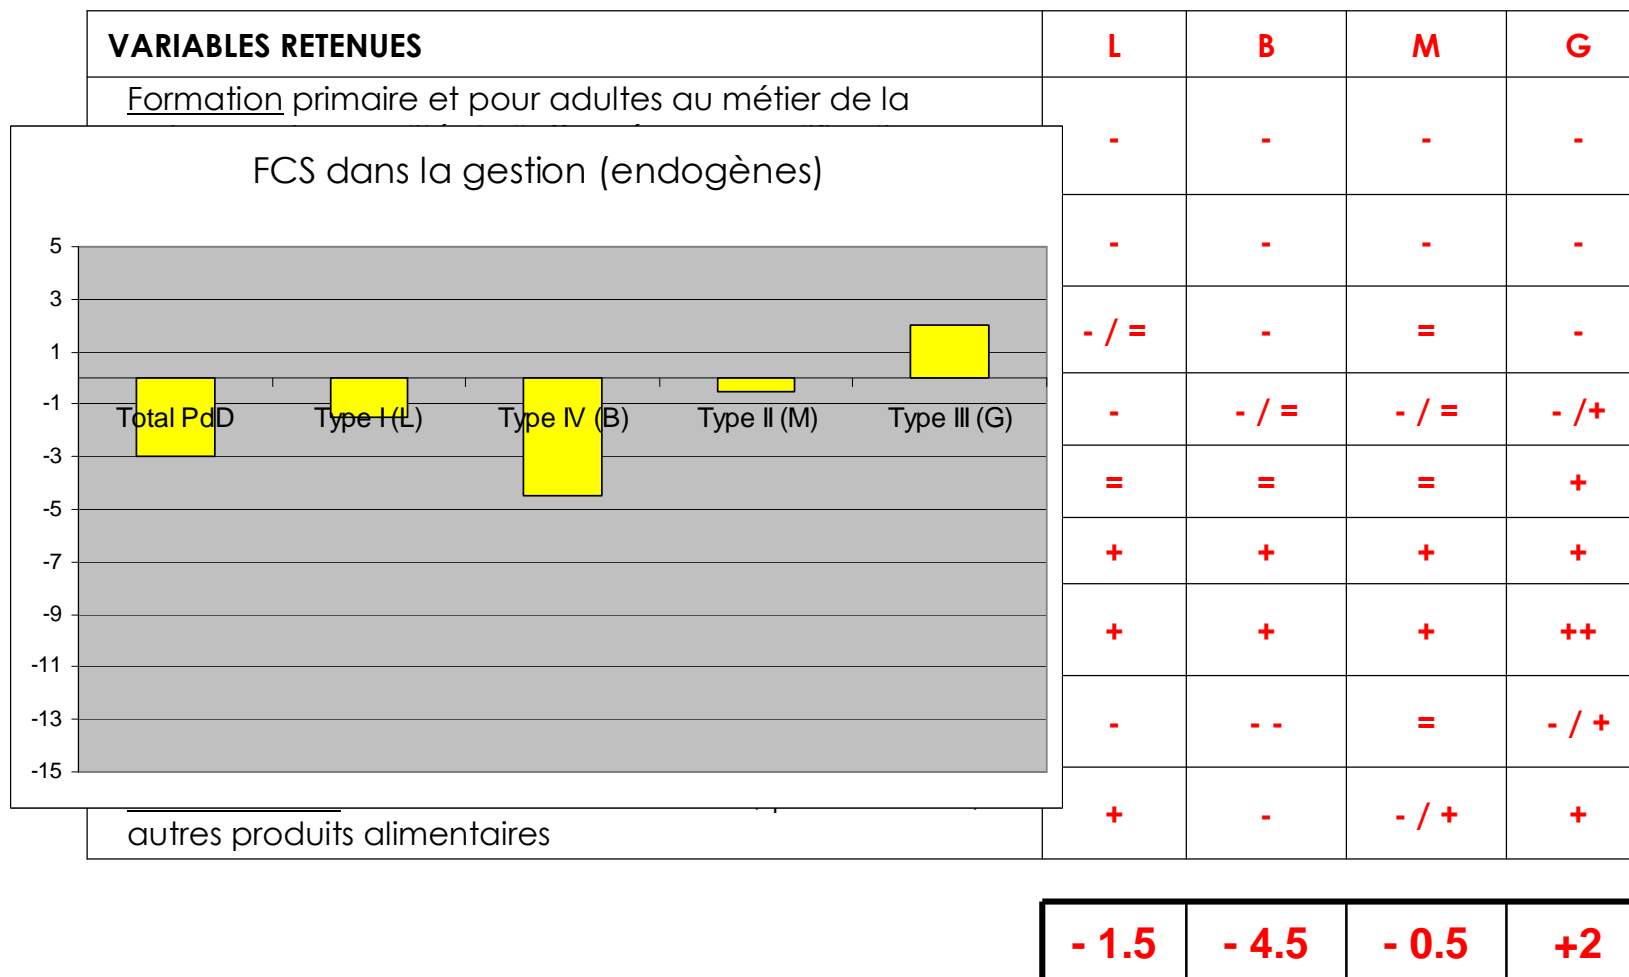 VARIABLES RETENUES L B M G
Formation primaire et pour adultes au métier de la
- - - -
FCS dans la gestion (endogènes)
- - - -
- / = - = -
- - / = - / = - /+
= = = +
+ + + +
+ + + ++
- - - = - / +
+ - - / + +
5
3
1
-1
-3
-5
-7
-9
-11
-13
-15
Total PdD Type I (L) Type IV (B) Type II (M) Type III (G)
autres produits alimentaires
- 1.5 - 4.5 - 0.5 +2